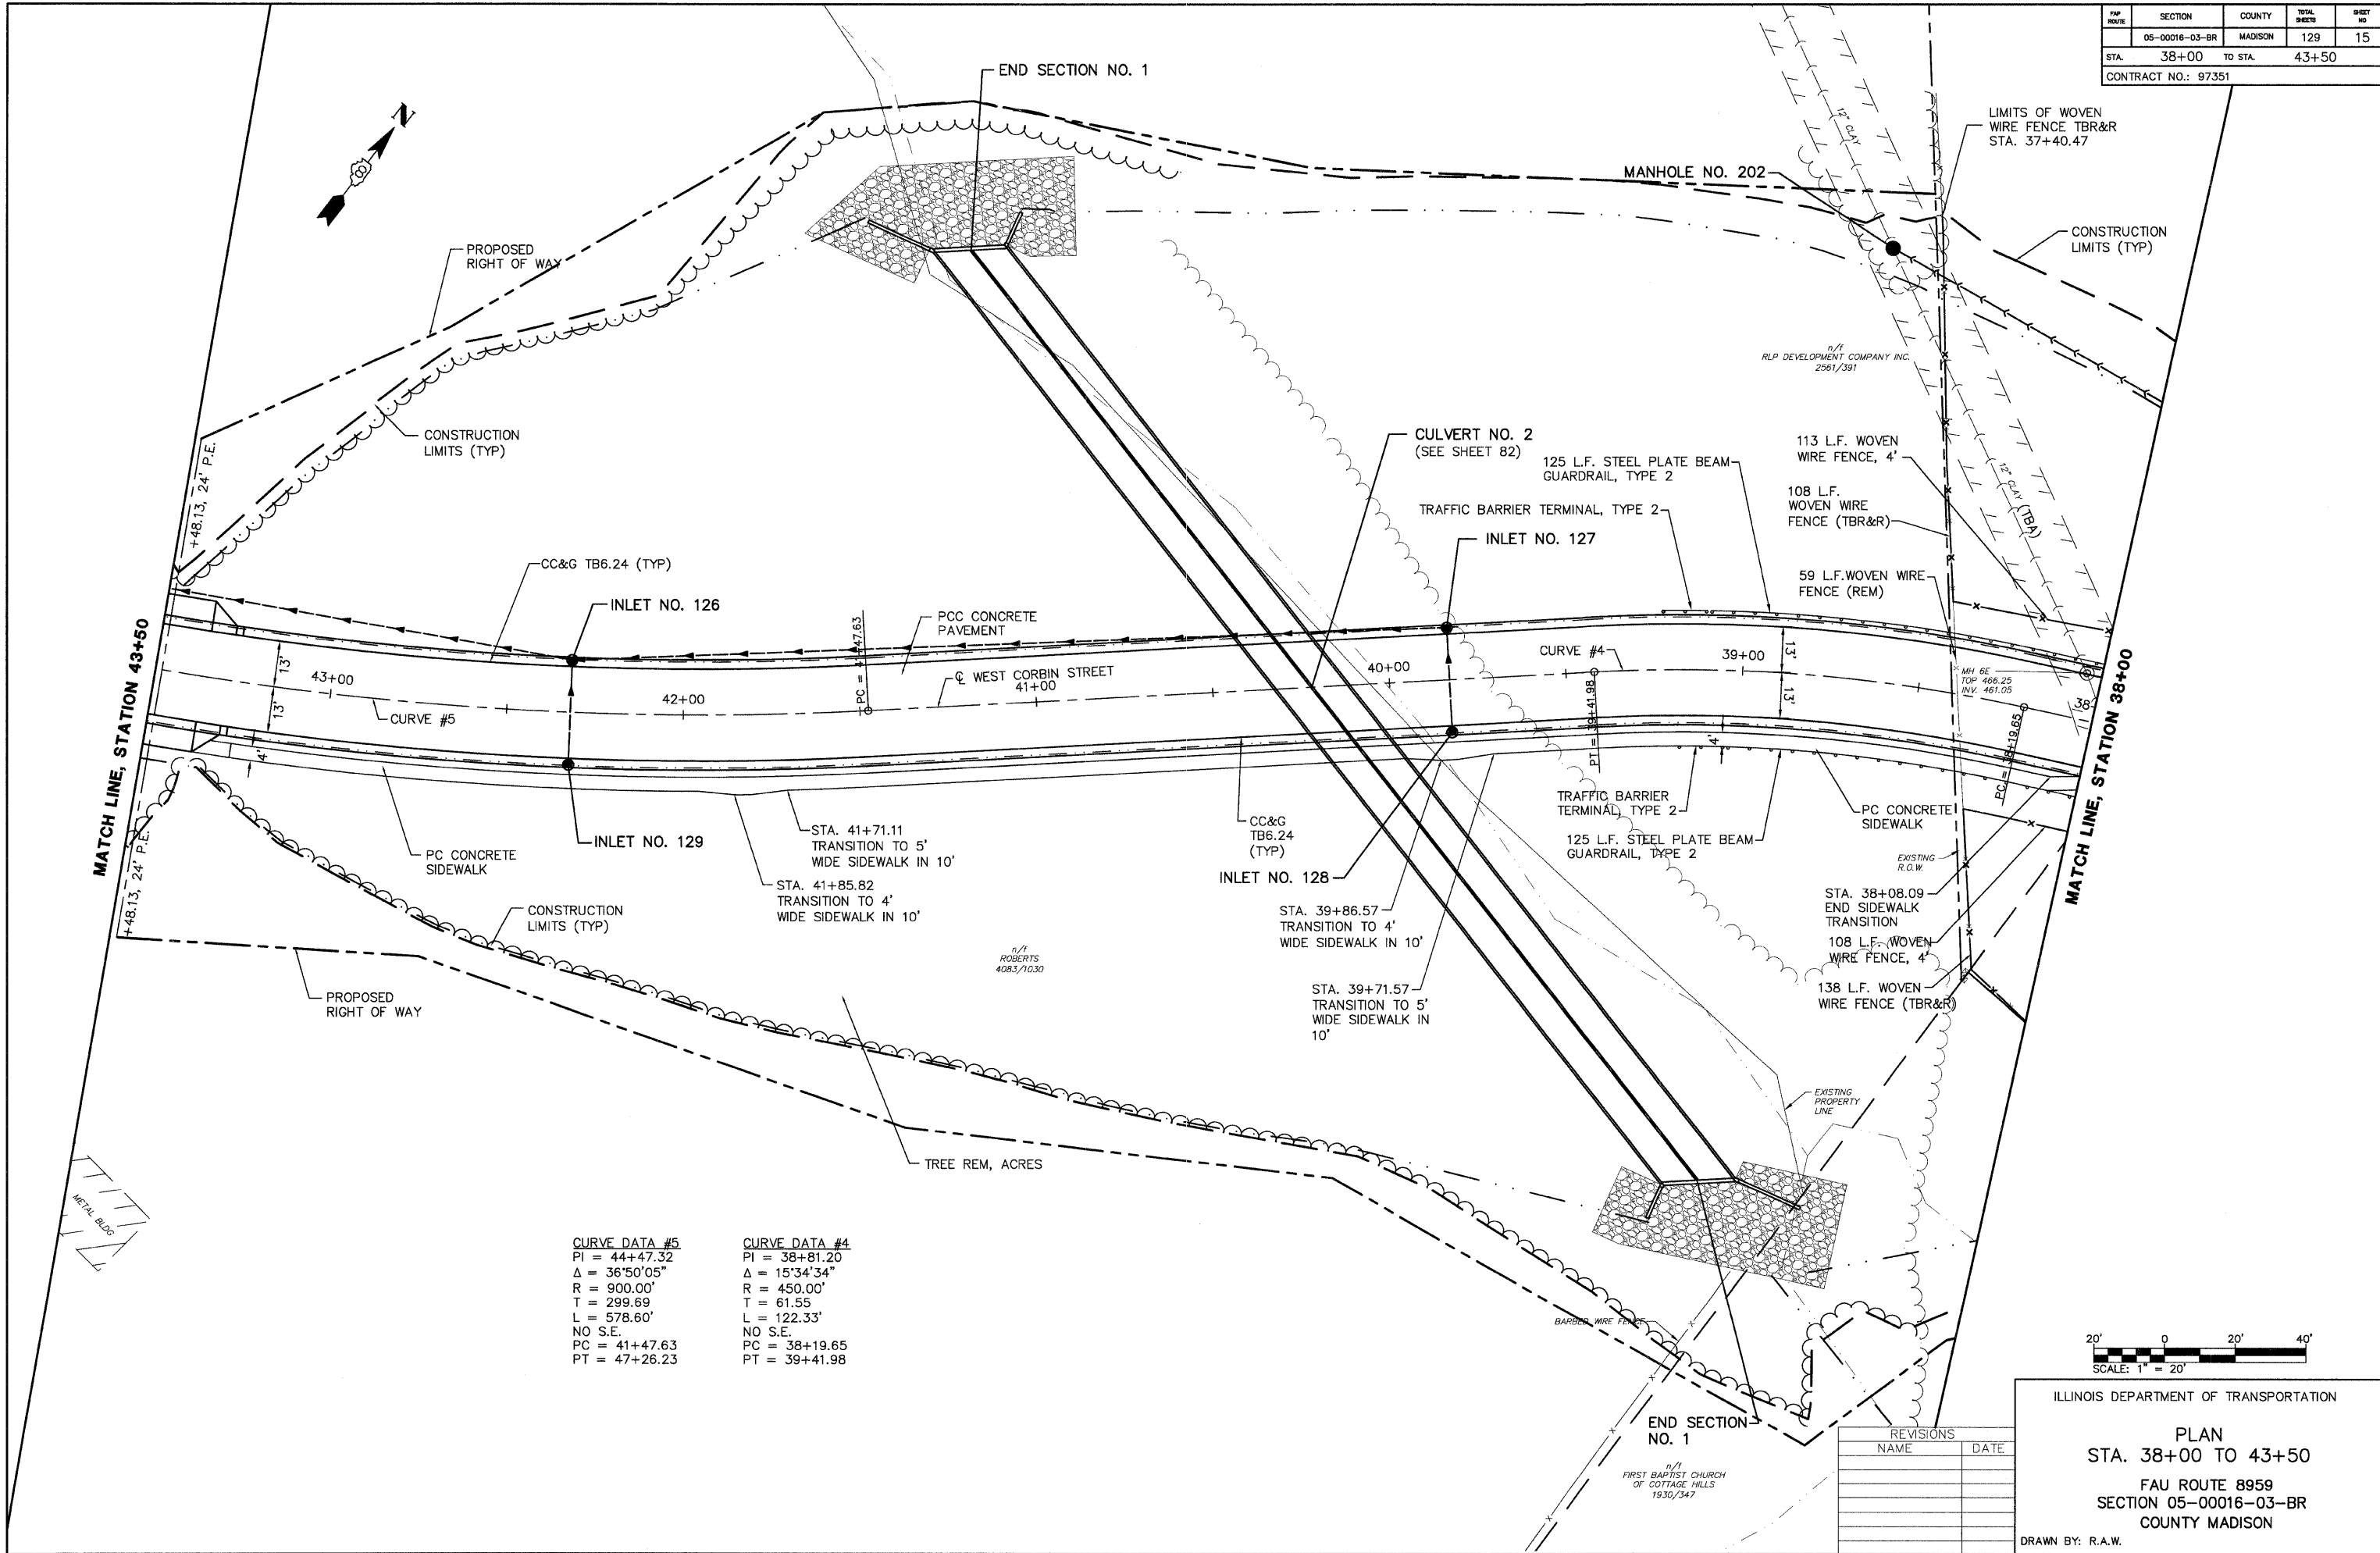 FAP ROUTE
SECTION
COUNTY
TOTAL SHEETS
SHEET NO
05-00016-03-BR
MADISON
129
15
STA. 38+00 TO STA. 43+50
CONTRACT NO.: 97351
N
END SECTION NO. 1
12" CLAY
LIMITS OF WOVEN
WIRE FENCE TBR&R
STA. 37+40.47
MANHOLE NO. 202
CONSTRUCTION
LIMITS (TYP)
PROPOSED
RIGHT OF WAY
n/f
RLP DEVELOPMENT COMPANY INC.
2561/391
CONSTRUCTION
LIMITS (TYP)
+48.13, 24' P.E.
CULVERT NO. 2
(SEE SHEET 82)
125 L.F. STEEL PLATE BEAM
GUARDRAIL, TYPE 2
TRAFFIC BARRIER TERMINAL, TYPE 2
INLET NO. 127
113 L.F. WOVEN
WIRE FENCE, 4'
108 L.F.
WOVEN WIRE
FENCE (TBR&R)
12" CLAY (TBA)
59 L.F.WOVEN WIRE
FENCE (REM)
CC&G TB6.24 (TYP)
INLET NO. 126
PCC CONCRETE
PAVEMENT
PC = 41+47.63
℄ WEST CORBIN STREET
CURVE #4
CURVE #5
43+00
42+00
41+00
40+00
39+00
38
13'
13'
13'
13'
4'
4'
PT = 39+41.98
PC = 38+19.65
MH 6E
TOP 466.25
INV. 461.05
MATCH LINE, STATION 43+50
MATCH LINE, STATION 38+00
INLET NO. 129
PC CONCRETE
SIDEWALK
STA. 41+71.11
TRANSITION TO 5'
WIDE SIDEWALK IN 10'
STA. 41+85.82
TRANSITION TO 4'
WIDE SIDEWALK IN 10'
CC&G
TB6.24
(TYP)
INLET NO. 128
STA. 39+86.57
TRANSITION TO 4'
WIDE SIDEWALK IN 10'
STA. 39+71.57
TRANSITION TO 5'
WIDE SIDEWALK IN
10'
TRAFFIC BARRIER
TERMINAL, TYPE 2
125 L.F. STEEL PLATE BEAM
GUARDRAIL, TYPE 2
PC CONCRETE
SIDEWALK
EXISTING
R.O.W.
STA. 38+08.09
END SIDEWALK
TRANSITION
108 L.F. WOVEN
WIRE FENCE, 4'
138 L.F. WOVEN
WIRE FENCE (TBR&R)
+48.13, 24' P.E.
CONSTRUCTION
LIMITS (TYP)
PROPOSED
RIGHT OF WAY
n/f
ROBERTS
4083/1030
EXISTING
PROPERTY
LINE
TREE REM, ACRES
METAL BLDG
CURVE DATA #5
PI = 44+47.32
Δ = 36°50'05"
R = 900.00'
T = 299.69
L = 578.60'
NO S.E.
PC = 41+47.63
PT = 47+26.23
CURVE DATA #4
PI = 38+81.20
Δ = 15°34'34"
R = 450.00'
T = 61.55
L = 122.33'
NO S.E.
PC = 38+19.65
PT = 39+41.98
BARBED WIRE FENCE
END SECTION
NO. 1
n/f
FIRST BAPTIST CHURCH
OF COTTAGE HILLS
1930/347
20' 0 20' 40'
SCALE: 1" = 20'
REVISIONS
NAME
DATE
ILLINOIS DEPARTMENT OF TRANSPORTATION
PLAN
STA. 38+00 TO 43+50
FAU ROUTE 8959
SECTION 05-00016-03-BR
COUNTY MADISON
DRAWN BY: R.A.W.